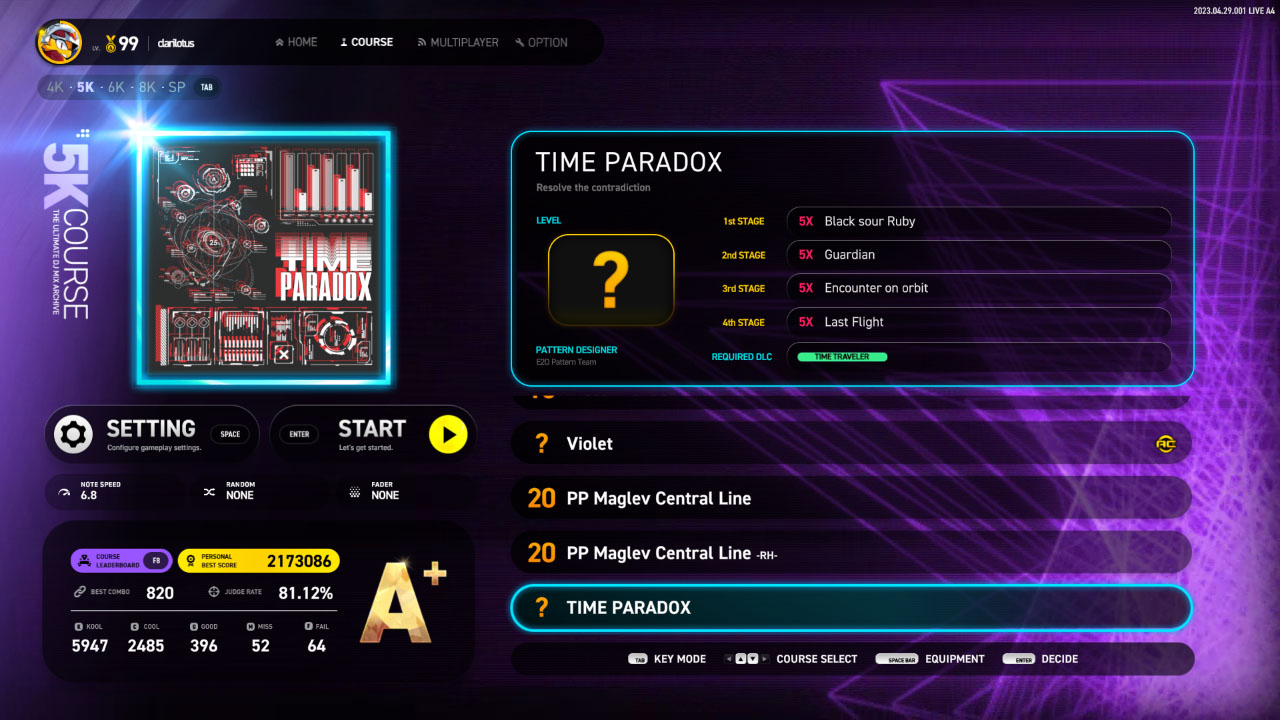 2023.04.29.001 LIVE A4
LV. 99 darilotus
HOME COURSE MULTIPLAYER OPTION
4K · 5K · 6K · 8K · SP TAB
5K COURSE
THE ULTIMATE DJ MIX ARCHIVE
TIME
PARADOX
TIME PARADOX
Resolve the contradiction
LEVEL
?
1st STAGE 5X Black sour Ruby
2nd STAGE 5X Guardian
3rd STAGE 5X Encounter on orbit
4th STAGE 5X Last Flight
PATTERN DESIGNER
E2O Pattern Team
REQUIRED DLC TIME TRAVELER
SETTING
Configure gameplay settings.
SPACE
ENTER
START
Let's get started.
NOTE SPEED
6.8
RANDOM
NONE
FADER
NONE
? Violet AC
20 PP Maglev Central Line
20 PP Maglev Central Line -RH-
? TIME PARADOX
COURSE
LEADERBOARD
F8
PERSONAL
BEST SCORE
2173086
BEST COMBO 820
JUDGE RATE 81.12%
A+
KOOL COOL GOOD MISS FAIL
5947 2485 396 52 64
TAB KEY MODE COURSE SELECT SPACE BAR EQUIPMENT ENTER DECIDE